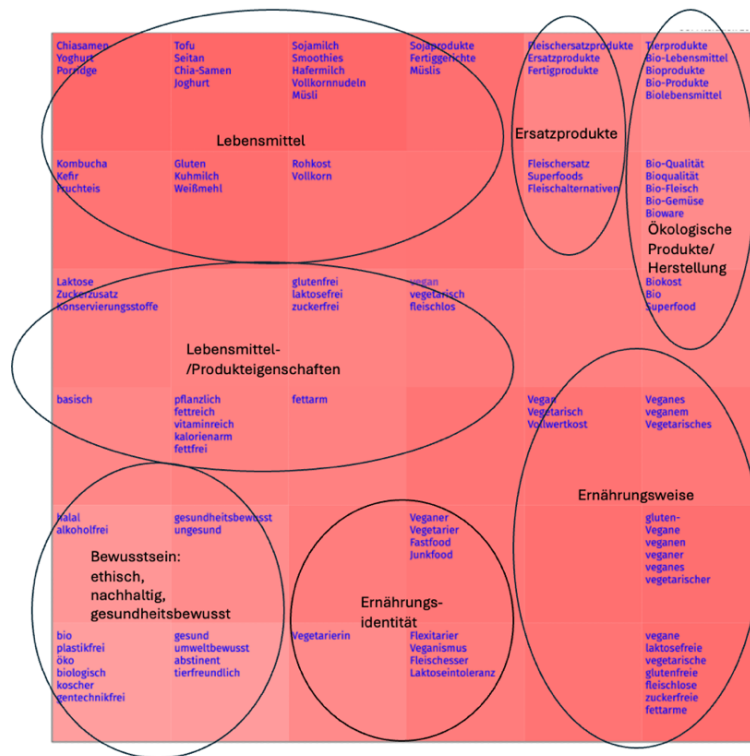 Chiasamen
Yoghurt
Porridge
Tofu
Seitan
Chia-Samen
Joghurt
Sojamilch
Smoothies
Hafermilch
Vollkornnudeln
Müsli
Sojaprodukte
Fertiggerichte
Müslis
Fleischersatzprodukte
Ersatzprodukte
Fertigprodukte
Tierprodukte
Bio-Lebensmittel
Bioprodukte
Bio-Produkte
Biolebensmittel
Lebensmittel
Ersatzprodukte
Kombucha
Kefir
Fruchteis
Gluten
Kuhmilch
Weißmehl
Rohkost
Vollkorn
Fleischersatz
Superfoods
Fleischalternativen
Bio-Qualität
Bioqualität
Bio-Fleisch
Bio-Gemüse
Bioware
Ökologische
Produkte/
Herstellung
Laktose
Zuckerzusatz
Konservierungsstoffe
glutenfrei
laktosefrei
zuckerfrei
vegan
vegetarisch
fleischlos
Biokost
Bio
Superfood
Lebensmittel-
/Produkteigenschaften
basisch
pflanzlich
fettreich
vitaminreich
kalorienarm
fettfrei
fettarm
Vegan
Vegetarisch
Vollwertkost
Veganes
veganem
Vegetarisches
Ernährungsweise
halal
alkoholfrei
gesundheitsbewusst
ungesund
Veganer
Vegetarier
Fastfood
Junkfood
gluten-
Vegane
veganen
veganer
veganes
vegetarischer
Bewusstsein:
ethisch,
nachhaltig,
gesundheitsbewusst
Ernährungs-
identität
bio
plastikfrei
öko
biologisch
koscher
gentechnikfrei
gesund
umweltbewusst
abstinent
tierfreundlich
Vegetarierin
Flexitarier
Veganismus
Fleischesser
Laktoseintoleranz
vegane
laktosefreie
vegetarische
glutenfreie
fleischlose
zuckerfreie
fettarme